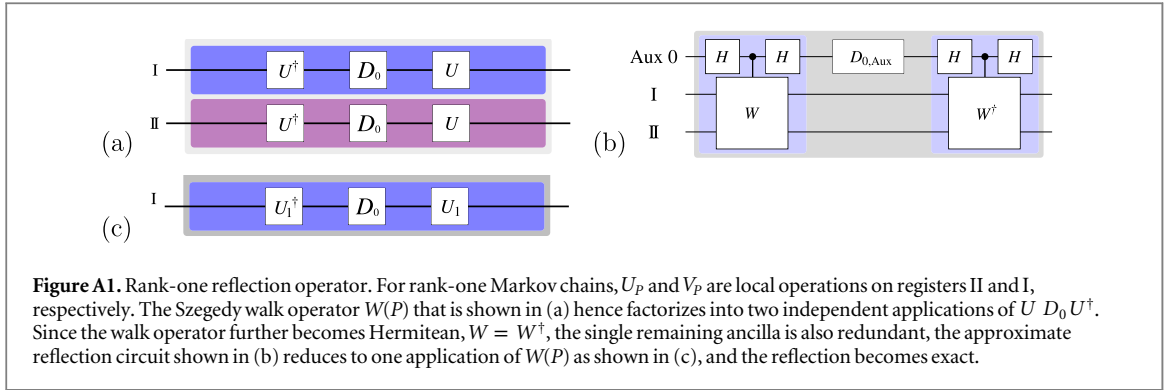 I U† D₀ U
II U† D₀ U
(a)
Aux 0 H H D₀,Aux H H
I W W†
II
(b)
I U₁† D₀ U₁
(c)
Figure A1. Rank-one reflection operator. For rank-one Markov chains, U_P and V_P are local operations on registers II and I,
respectively. The Szegedy walk operator W(P) that is shown in (a) hence factorizes into two independent applications of U D₀U†.
Since the walk operator further becomes Hermitean, W = W†, the single remaining ancilla is also redundant, the approximate
reflection circuit shown in (b) reduces to one application of W(P) as shown in (c), and the reflection becomes exact.